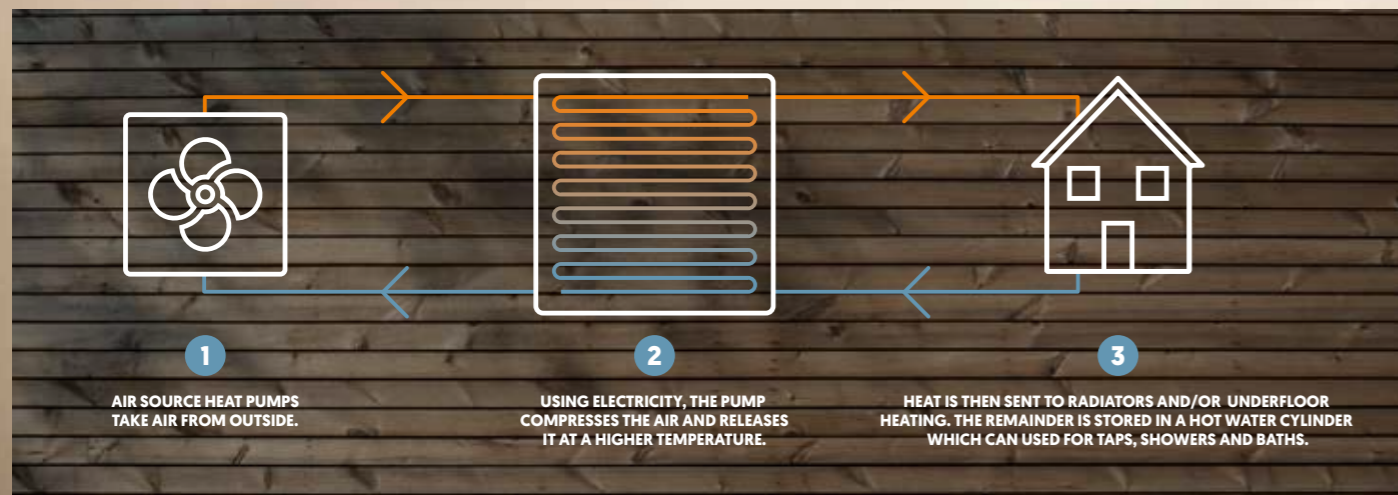 1
AIR SOURCE HEAT PUMPS
TAKE AIR FROM OUTSIDE.
2
USING ELECTRICITY, THE PUMP
COMPRESSES THE AIR AND RELEASES
IT AT A HIGHER TEMPERATURE.
3
HEAT IS THEN SENT TO RADIATORS AND/OR UNDERFLOOR
HEATING. THE REMAINDER IS STORED IN A HOT WATER CYLINDER
WHICH CAN USED FOR TAPS, SHOWERS AND BATHS.